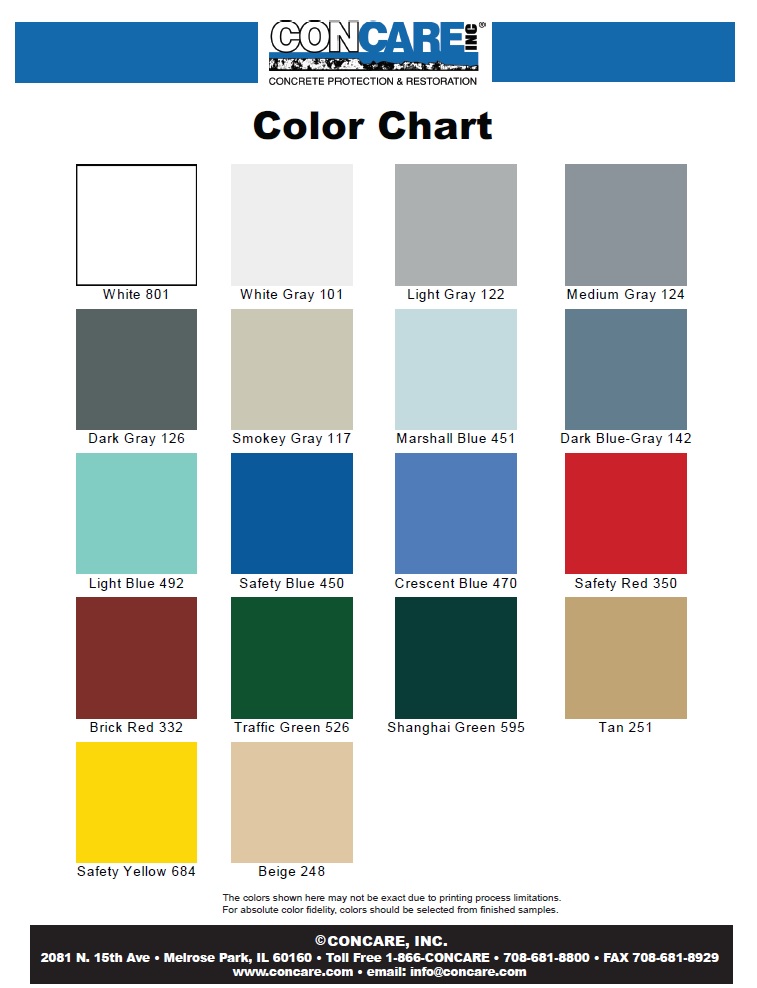 CONCARE INC®
CONCRETE PROTECTION & RESTORATION
Color Chart
White 801 White Gray 101 Light Gray 122 Medium Gray 124
Dark Gray 126 Smokey Gray 117 Marshall Blue 451 Dark Blue-Gray 142
Light Blue 492 Safety Blue 450 Crescent Blue 470 Safety Red 350
Brick Red 332 Traffic Green 526 Shanghai Green 595 Tan 251
Safety Yellow 684 Beige 248
The colors shown here may not be exact due to printing process limitations.
For absolute color fidelity, colors should be selected from finished samples.
©CONCARE, INC.
2081 N. 15th Ave • Melrose Park, IL 60160 • Toll Free 1-866-CONCARE • 708-681-8800 • FAX 708-681-8929
www.concare.com • email: info@concare.com